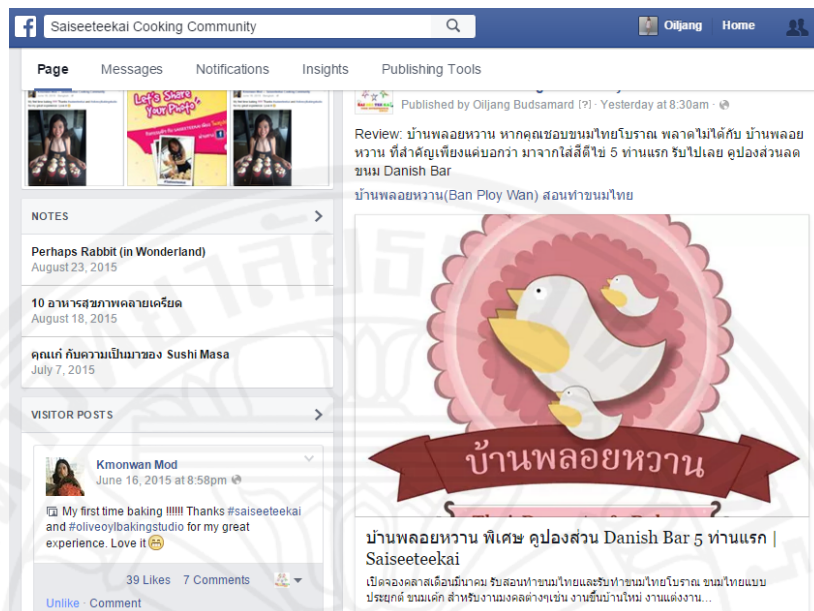 Saiseeteekai Cooking Community
Oiljang
Home
Page
Messages
Notifications
Insights
Publishing Tools
Let's Share
Your Photo
Published by Oiljang Budsamard [?] · Yesterday at 8:30am ·
Review: บ้านพลอยหวาน หากคุณชอบขนมไทยโบราณ พลาดไม่ได้กับ บ้านพลอย
หวาน ที่สำคัญเพียงแค่บอกว่า มาจากใส่สีตีไข่ 5 ท่านแรก รับไปเลย คูปองส่วนลด
ขนม Danish Bar
บ้านพลอยหวาน(Ban Ploy Wan) สอนทำขนมไทย
NOTES
Perhaps Rabbit (in Wonderland)
August 23, 2015
10 อาหารสุขภาพคลายเครียด
August 18, 2015
คุณเก๋ กับความเป็นมาของ Sushi Masa
July 7, 2015
VISITOR POSTS
Kmonwan Mod
June 16, 2015 at 8:58pm
My first time baking !!!!!! Thanks #saiseeteekai
and #oliveoylbakingstudio for my great
experience. Love it
39 Likes 7 Comments
Unlike · Comment
บ้านพลอยหวาน
บ้านพลอยหวาน พิเศษ คูปองส่วน Danish Bar 5 ท่านแรก |
Saiseeteekai
เปิดจองคลาสเดือนมีนาคม รับสอนทำขนมไทยและรับทำขนมไทยโบราณ ขนมไทยแบบ
ประยุกต์ ขนมเค้ก สำหรับงานมงคลต่างๆเช่น งานขึ้นบ้านใหม่ งานแต่งงาน...